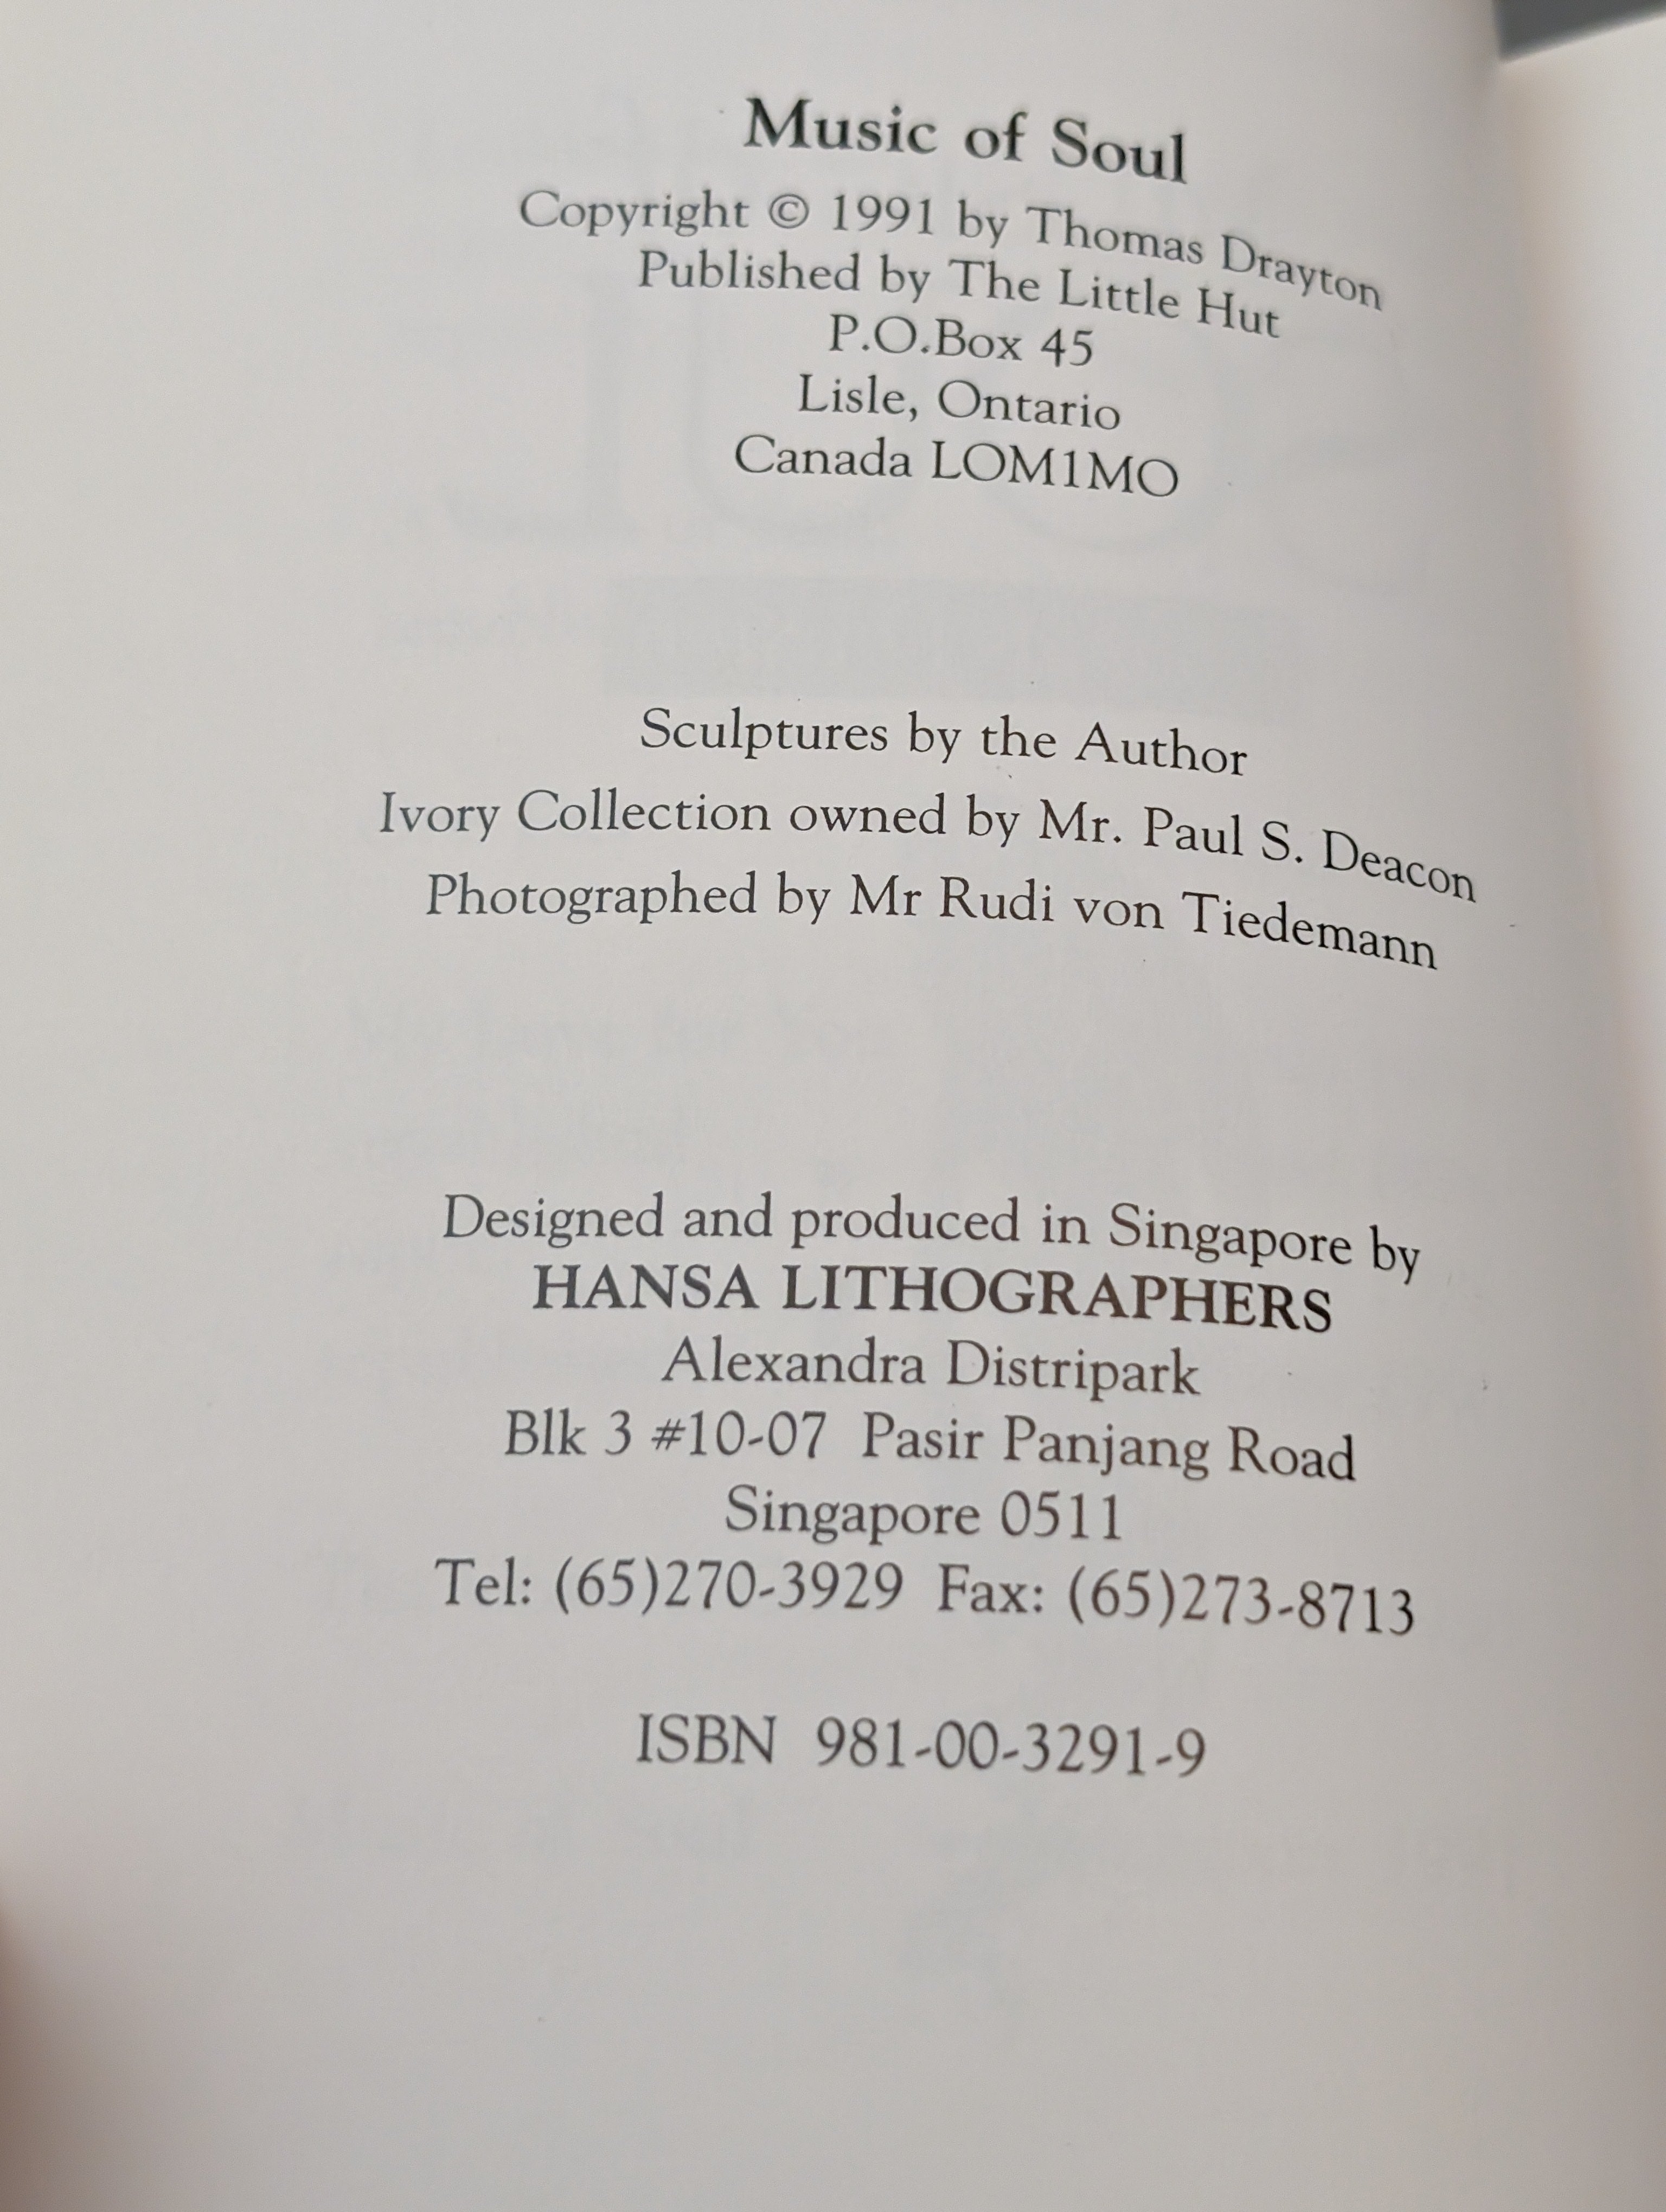 Music of Soul
Copyright © 1991 by Thomas Drayton
Published by The Little Hut
P.O.Box 45
Lisle, Ontario
Canada LOM1MO
Sculptures by the Author
Ivory Collection owned by Mr. Paul S. Deacon
Photographed by Mr Rudi von Tiedemann
Designed and produced in Singapore by
HANSA LITHOGRAPHERS
Alexandra Distripark
Blk 3 #10-07 Pasir Panjang Road
Singapore 0511
Tel: (65)270-3929 Fax: (65)273-8713
ISBN 981-00-3291-9